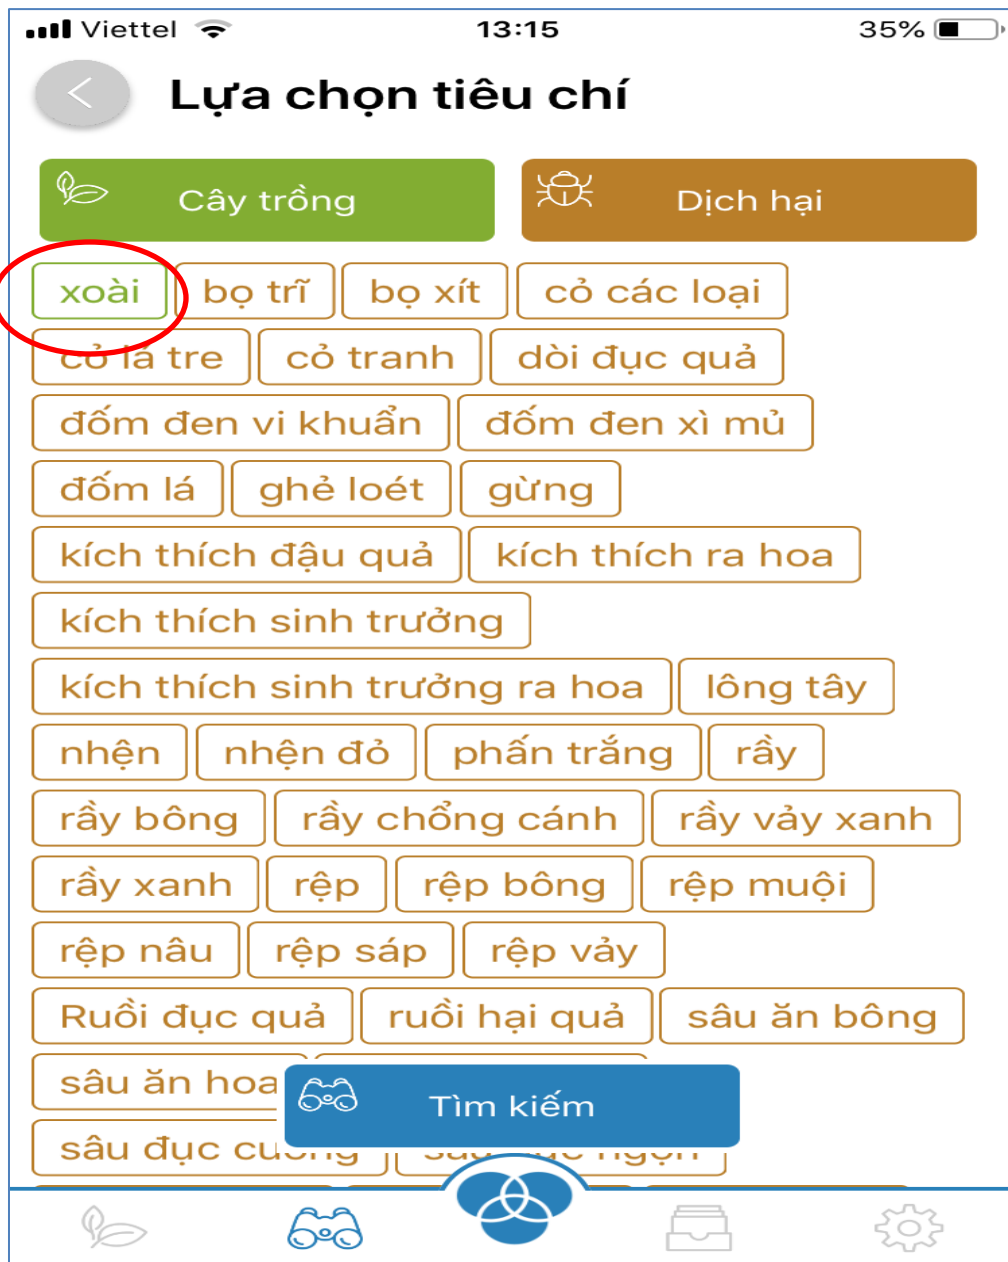 Viettel 13:15 35%
Lựa chọn tiêu chí
Cây trồng Dịch hại
xoài bọ trĩ bọ xít cỏ các loại
cỏ lá tre cỏ tranh dòi đục quả
đốm đen vi khuẩn đốm đen xì mủ
đốm lá ghẻ loét gừng
kích thích đậu quả kích thích ra hoa
kích thích sinh trưởng
kích thích sinh trưởng ra hoa lông tây
nhện nhện đỏ phấn trắng rầy
rầy bông rầy chổng cánh rầy vảy xanh
rầy xanh rệp rệp bông rệp muội
rệp nâu rệp sáp rệp vảy
Ruồi đục quả ruồi hại quả sâu ăn bông
sâu ăn hoa
Tìm kiếm
sâu đục cuống sâu đục ngọn